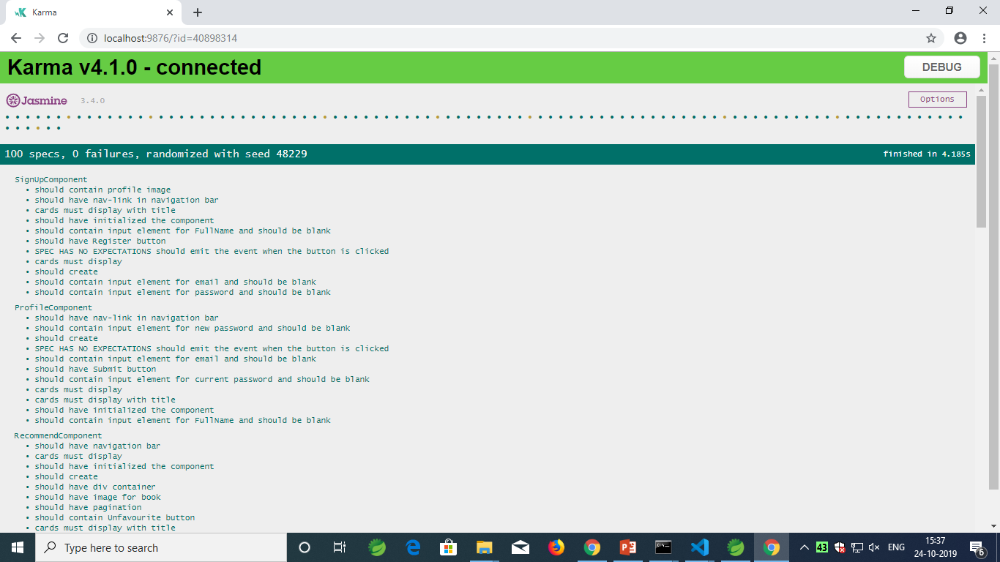 Karma
localhost:9876/?id=40898314
Karma v4.1.0 - connected
DEBUG
Jasmine 3.4.0
Options
100 specs, 0 failures, randomized with seed 48229
finished in 4.185s
SignUpComponent
• should contain profile image
• should have nav-link in navigation bar
• cards must display with title
• should have initialized the component
• should contain input element for FullName and should be blank
• should have Register button
• SPEC HAS NO EXPECTATIONS should emit the event when the button is clicked
• cards must display
• should create
• should contain input element for email and should be blank
• should contain input element for password and should be blank
ProfileComponent
• should have nav-link in navigation bar
• should contain input element for new password and should be blank
• should create
• SPEC HAS NO EXPECTATIONS should emit the event when the button is clicked
• should contain input element for email and should be blank
• should have Submit button
• should contain input element for current password and should be blank
• cards must display
• cards must display with title
• should have initialized the component
• should contain input element for FullName and should be blank
RecommendComponent
• should have navigation bar
• cards must display
• should have initialized the component
• should create
• should have div container
• should have image for book
• should have pagination
• should contain Unfavourite button
• cards must display with title
Type here to search
43
ENG
15:37
24-10-2019
6